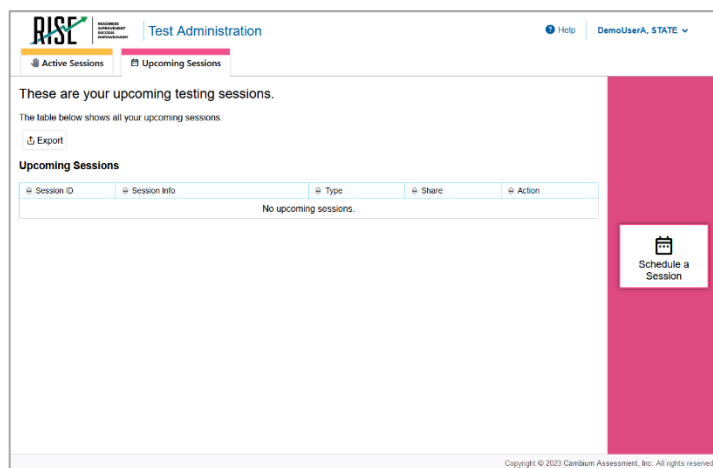 RISE READINESS IMPROVEMENT SUCCESS EMPOWERMENT Test Administration Help DemoUserA, STATE
Active Sessions Upcoming Sessions
These are your upcoming testing sessions.
The table below shows all your upcoming sessions.
Export
Upcoming Sessions
Session ID Session Info Type Share Action
No upcoming sessions.
Schedule a
Session
Copyright © 2023 Cambium Assessment, Inc. All rights reserved